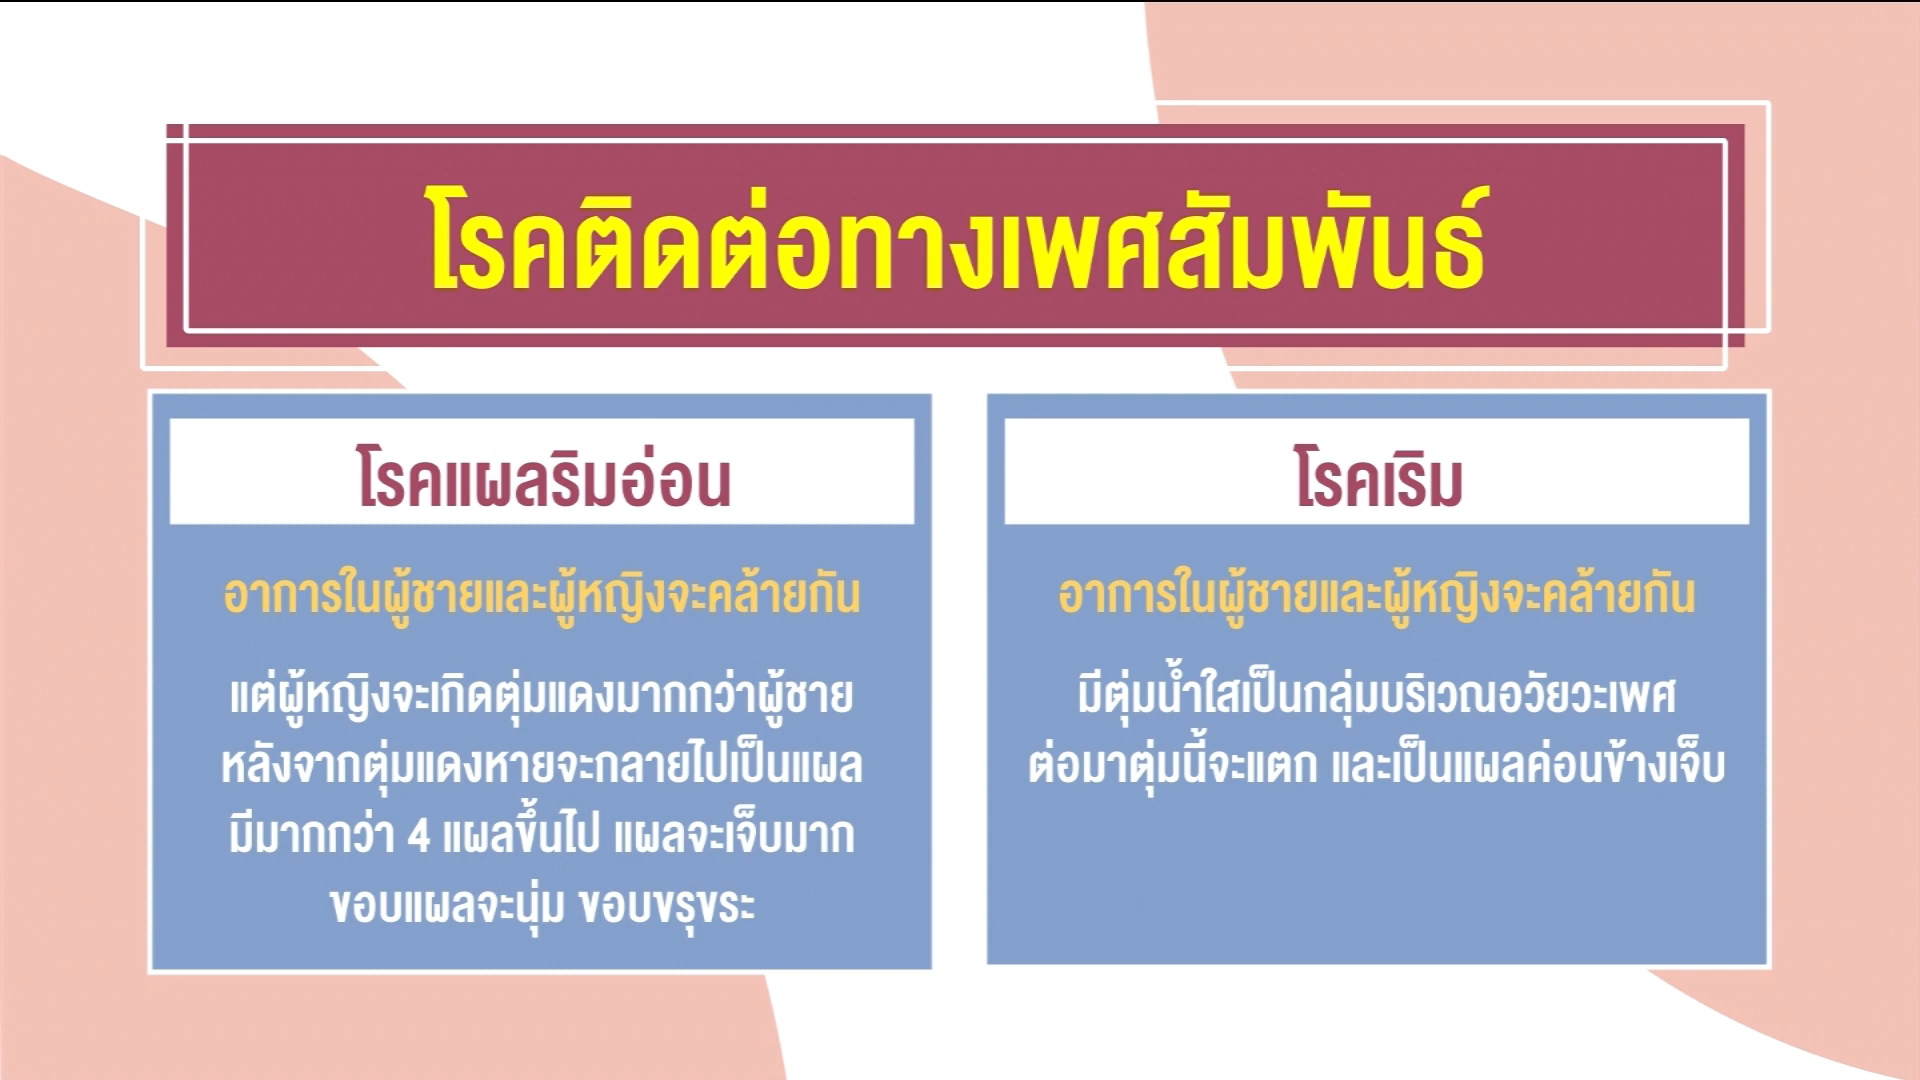 โรคติดต่อทางเพศสัมพันธ์
โรคแผลริมอ่อน
อาการในผู้ชายและผู้หญิงจะคล้ายกัน
แต่ผู้หญิงจะเกิดตุ่มแดงมากกว่าผู้ชาย
หลังจากตุ่มแดงหายจะกลายไปเป็นแผล
มีมากกว่า 4 แผลขึ้นไป แผลจะเจ็บมาก
ขอบแผลจะนุ่ม ขอบขรุขระ
โรคเริม
อาการในผู้ชายและผู้หญิงจะคล้ายกัน
มีตุ่มน้ำใสเป็นกลุ่มบริเวณอวัยวะเพศ
ต่อมาตุ่มนี้จะแตก และเป็นแผลค่อนข้างเจ็บ